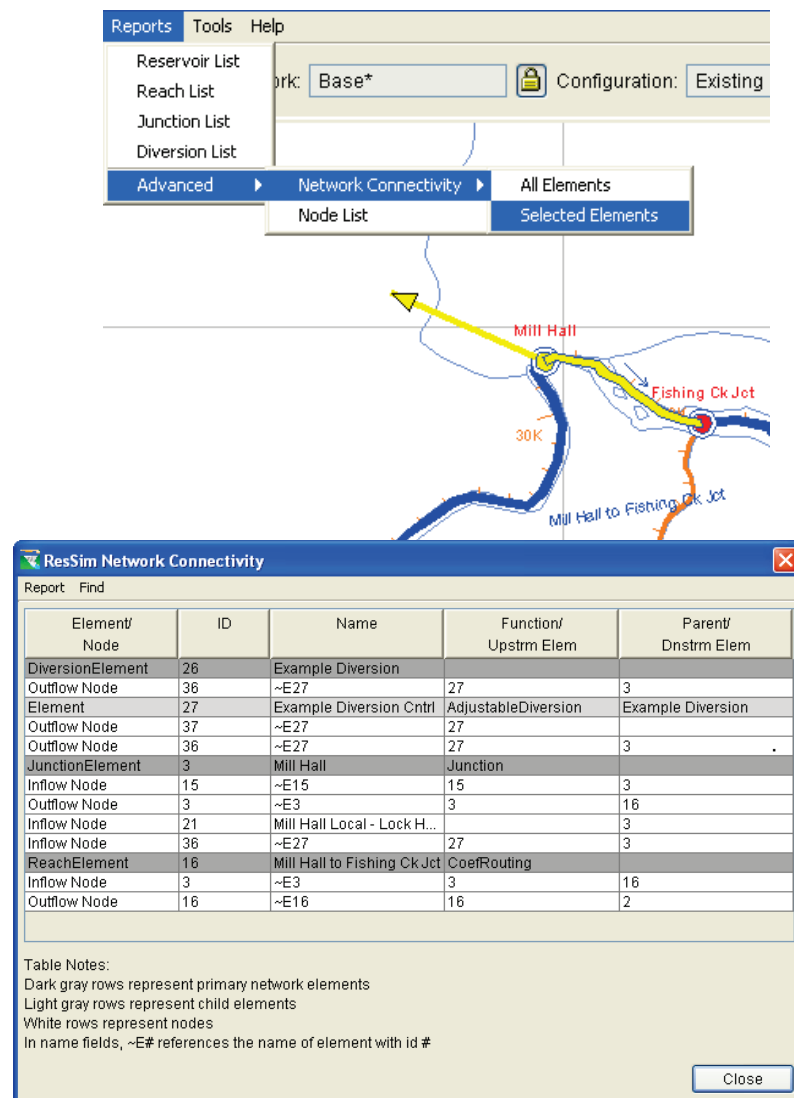 Reports Tools Help
Reservoir List
Reach List
Junction List
Diversion List
Advanced
Network Connectivity
Node List
All Elements
Selected Elements
Base*
Configuration: Existing
Mill Hall
Fishing Ck Jct
30K
Mill Hall to Fishing Ck Jct
ResSim Network Connectivity
Report Find
Element/ Node ID Name Function/ Upstrm Elem Parent/ Dnstrm Elem
DiversionElement 26 Example Diversion
Outflow Node 36 ~E27 27 3
Element 27 Example Diversion Cntrl AdjustableDiversion Example Diversion
Outflow Node 37 ~E27 27
Outflow Node 36 ~E27 27 3
JunctionElement 3 Mill Hall Junction
Inflow Node 15 ~E15 15 3
Outflow Node 3 ~E3 3 16
Inflow Node 21 Mill Hall Local - Lock H... 3
Inflow Node 36 ~E27 27 3
ReachElement 16 Mill Hall to Fishing Ck Jct CoefRouting
Inflow Node 3 ~E3 3 16
Outflow Node 16 ~E16 16 2
Table Notes:
Dark gray rows represent primary network elements
Light gray rows represent child elements
White rows represent nodes
In name fields, ~E# references the name of element with id #
Close